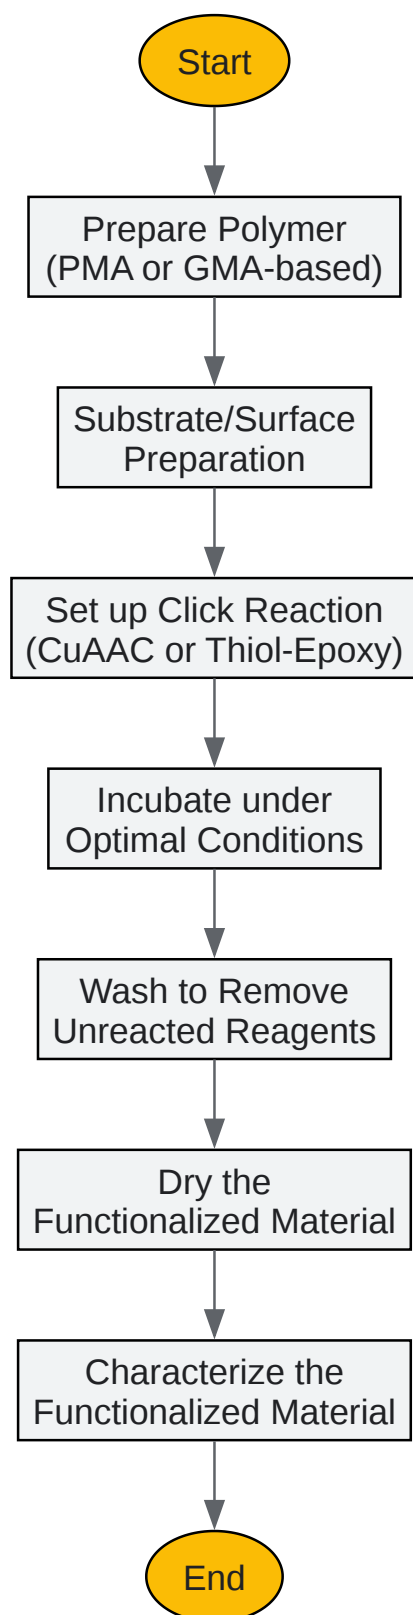 Start
Prepare Polymer
(PMA or GMA-based)
Substrate/Surface
Preparation
Set up Click Reaction
(CuAAC or Thiol-Epoxy)
Incubate under
Optimal Conditions
Wash to Remove
Unreacted Reagents
Dry the
Functionalized Material
Characterize the
Functionalized Material
End